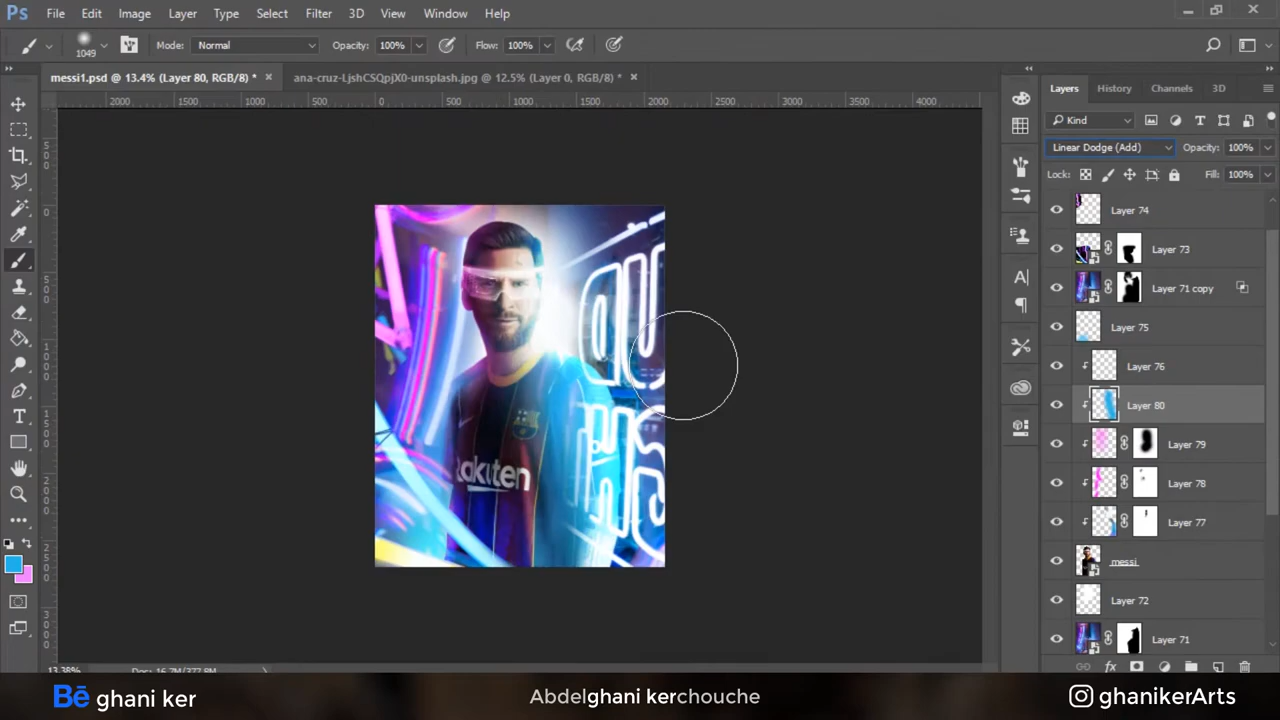 Ps File Edit Image Layer Type Select Filter 3D View Window Help
1049 Mode: Normal Opacity: 100% Flow: 100%
messi1.psd @ 13.4% (Layer 80, RGB/8) * ana-cruz-LjshCSQpjX0-unsplash.jpg @ 12.5% (Layer 0, RGB/8) *
Layers History Channels 3D
2000 1500 1000 500 0 500 1000 1500 2000 2500 3000 3500 4000
Kind
Linear Dodge (Add) Opacity: 100%
Lock: Fill: 100%
Layer 74
Layer 73
Layer 71 copy
Layer 75
Layer 76
Layer 80
Layer 79
Layer 78
Layer 77
messi
Layer 72
Layer 71
Rakuten
13.38% Doc: 16.7M/377.8M
Bē ghani ker
Abdelghani kerchouche
ghanikerArts